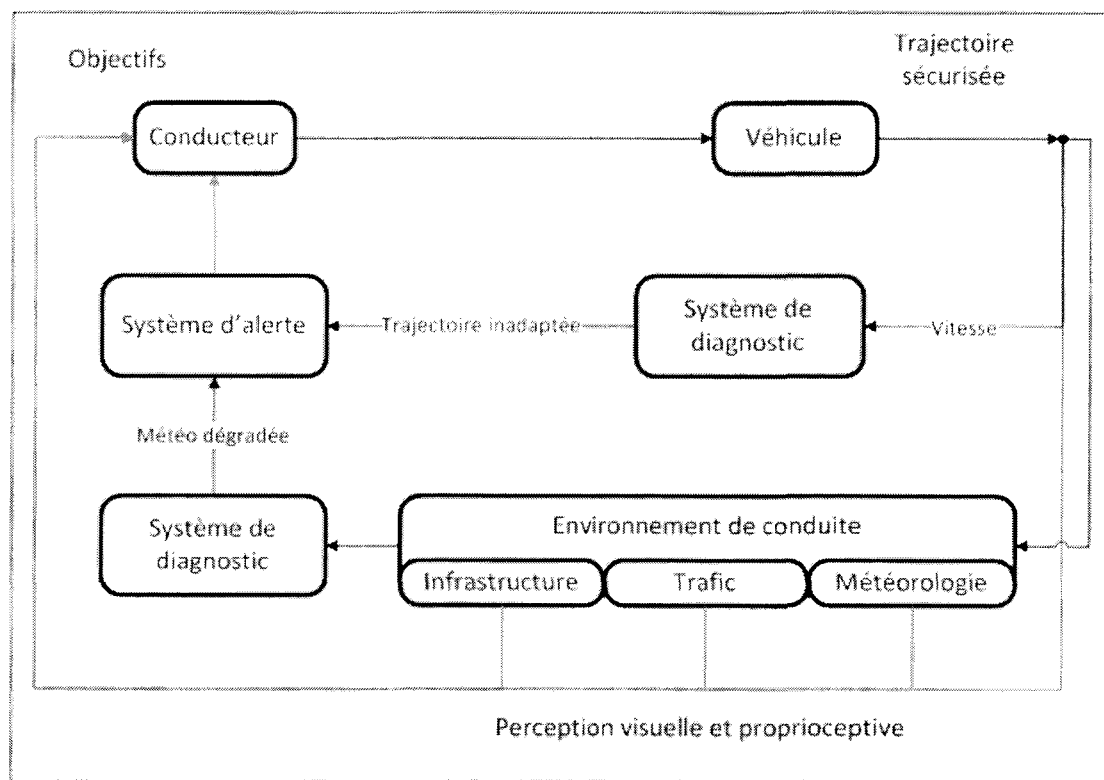 Objectifs
Trajectoire
sécurisée
Conducteur
Véhicule
Système d'alerte
Trajectoire inadaptée
Système de
diagnostic
Vitesse
Météo dégradée
Système de
diagnostic
Environnement de conduite
Infrastructure
Trafic
Météorologie
Perception visuelle et proprioceptive